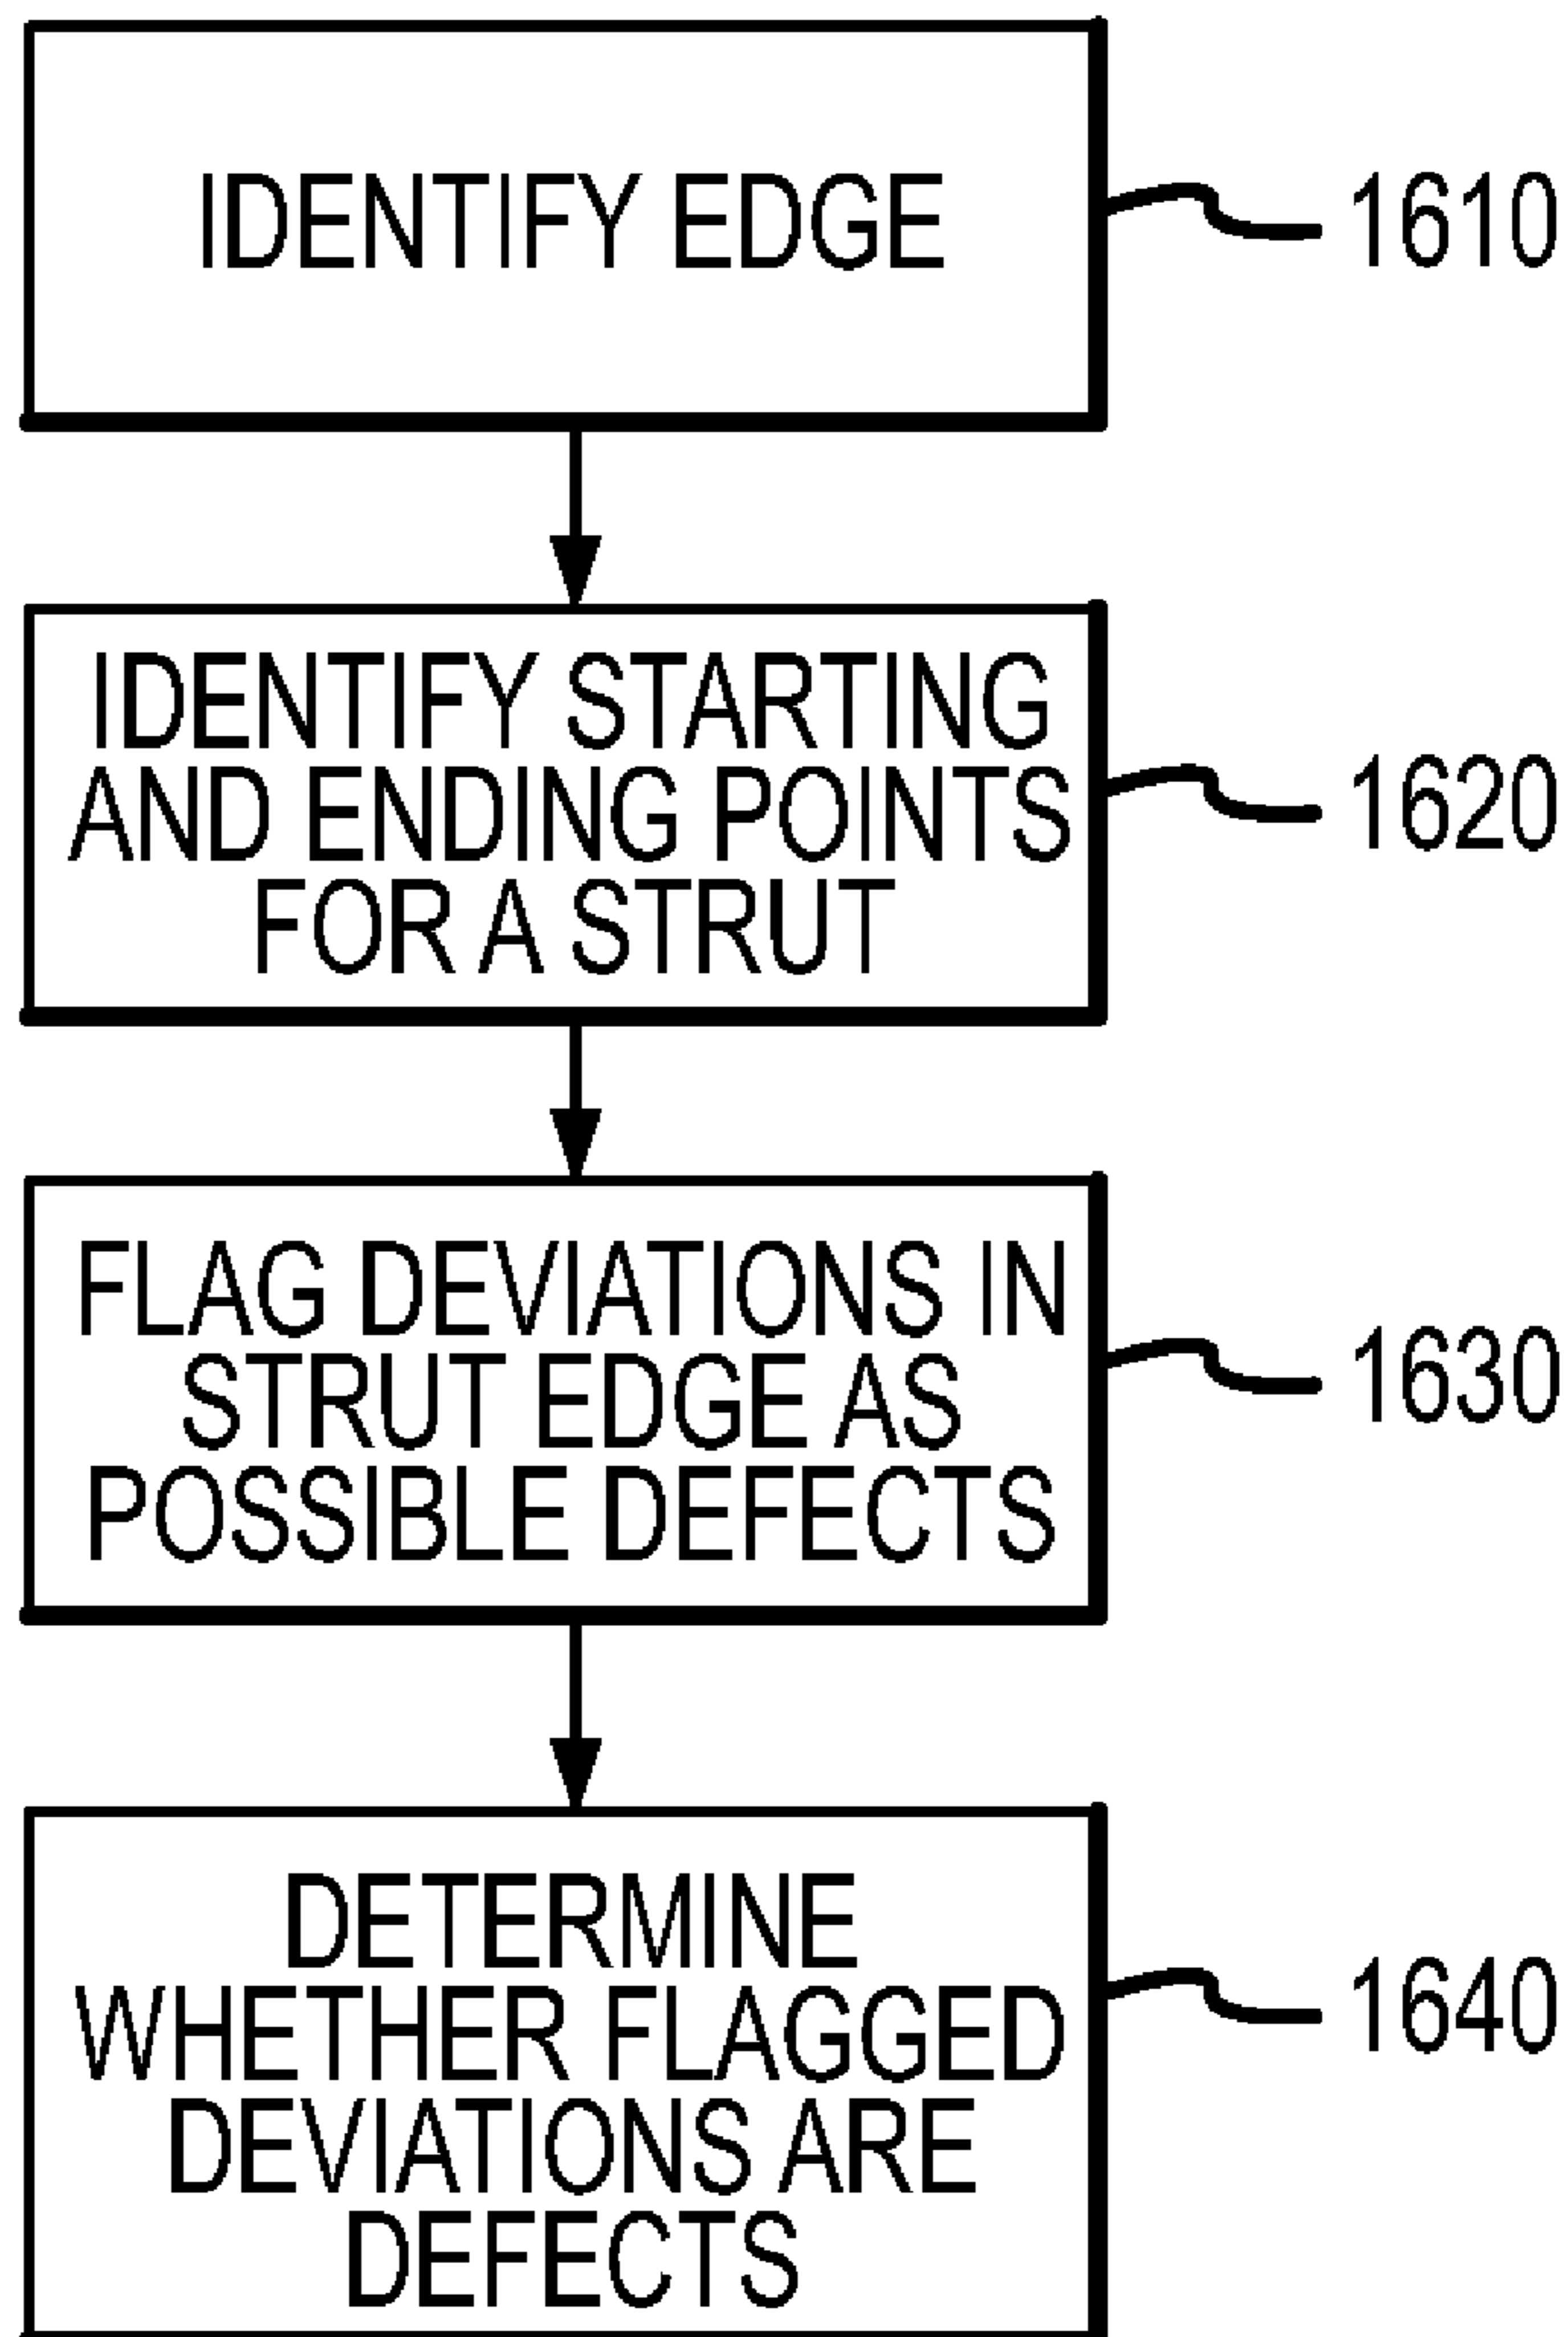 IDENTIFY EDGE
1610
IDENTIFY STARTING
AND ENDING POINTS
FOR A STRUT
1620
FLAG DEVIATIONS IN
STRUT EDGE AS
POSSIBLE DEFECTS
1630
DETERMINE
WHETHER FLAGGED
DEVIATIONS ARE
DEFECTS
1640